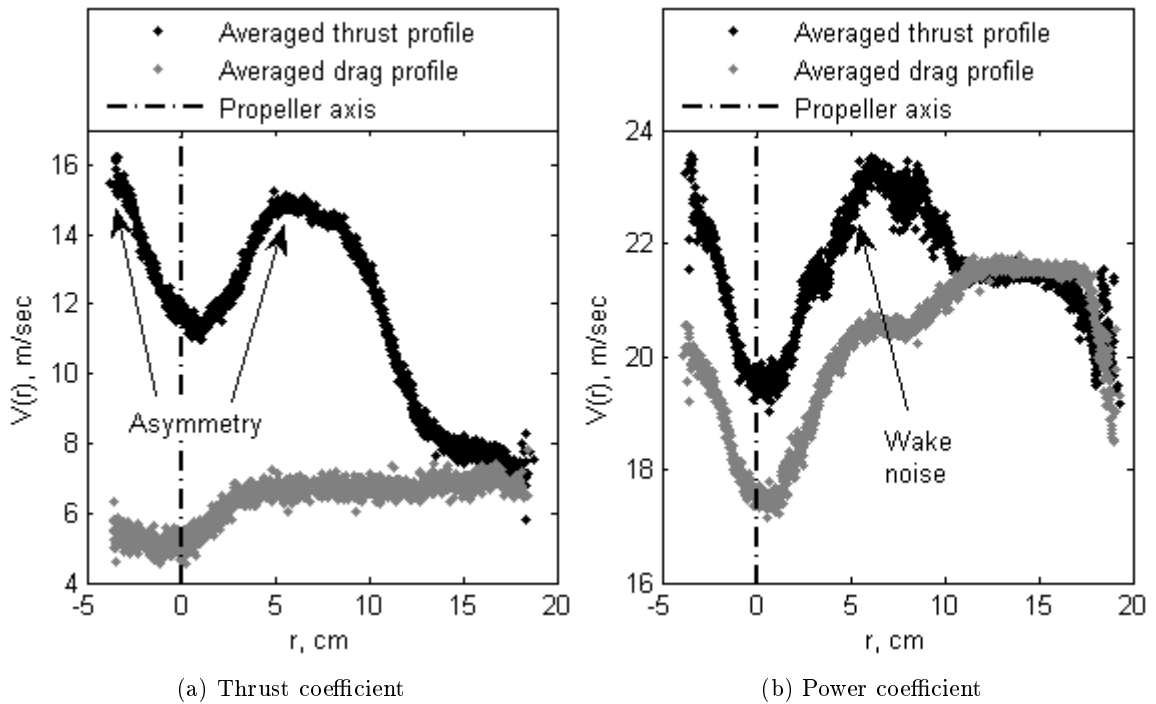 Averaged thrust profile
Averaged drag profile
Propeller axis
16
14
12
10
8
6
4
V(r), m/sec
Asymmetry
-5 0 5 10 15 20
r, cm
(a) Thrust coefficient
Averaged thrust profile
Averaged drag profile
Propeller axis
24
22
20
18
16
V(r), m/sec
Wake
noise
-5 0 5 10 15 20
r, cm
(b) Power coefficient